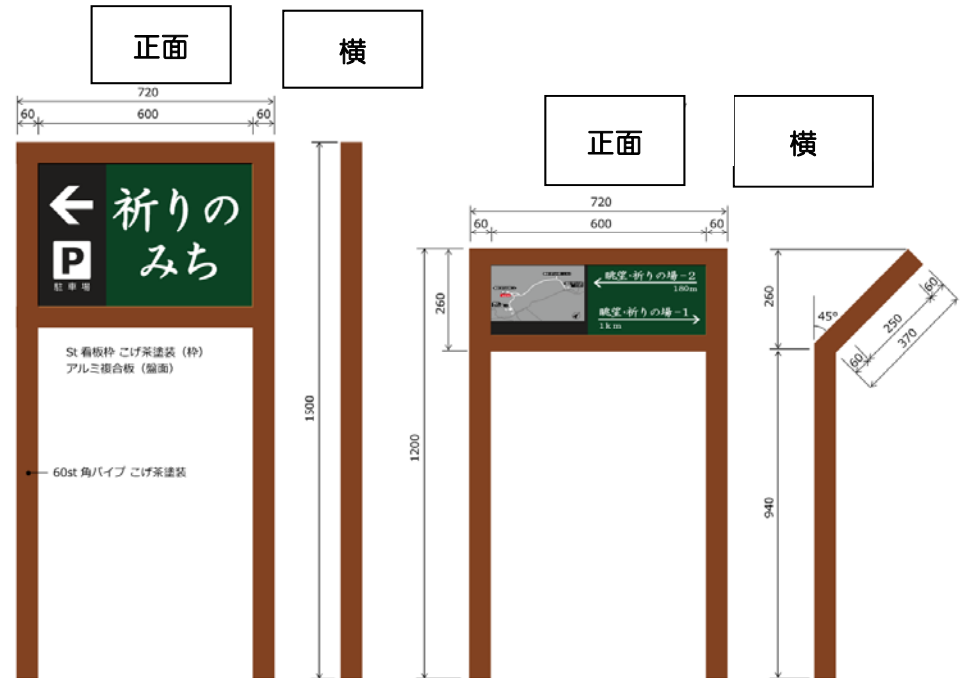 正面
横
720
60
600
60
祈りの
みち
P
駐車場
St 看板枠 こげ茶塗装（枠）
アルミ複合板（盤面）
60st 角パイプ こげ茶塗装
1500
正面
横
720
60
600
60
眺望・祈りの場－2
180m
眺望・祈りの場－1
1km
260
1200
260
45°
60
250
370
60
940